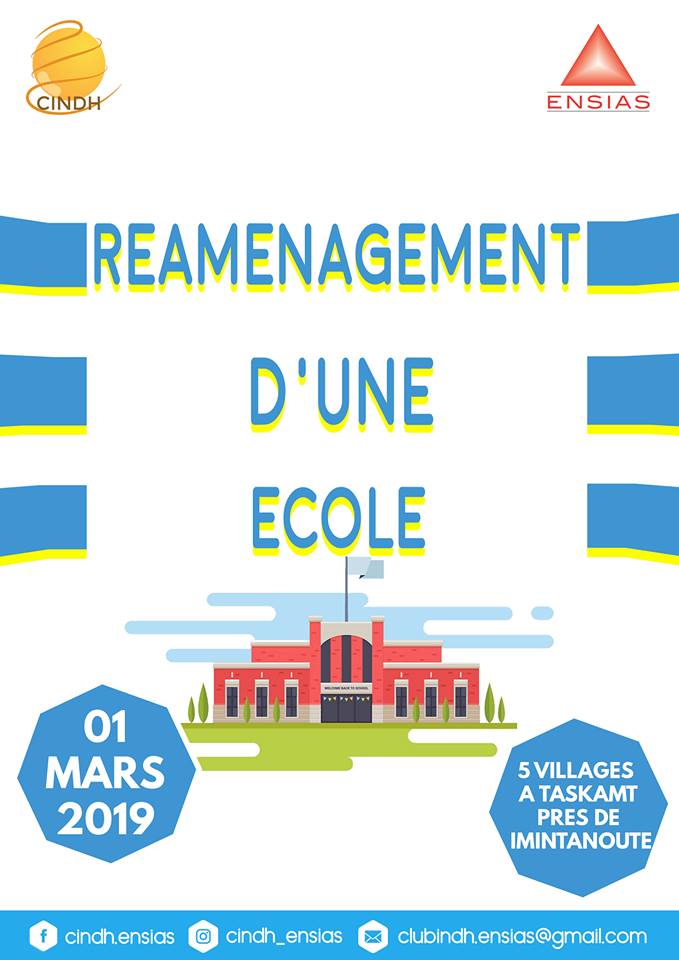 CINDH
ENSIAS
REAMENAGEMENT
D'UNE
ECOLE
WELCOME BACK TO SCHOOL
01
MARS
2019
5 VILLAGES
A TASKAMT
PRES DE
IMINTANOUTE
cindh.ensias
cindh_ensias
clubindh.ensias@gmail.com